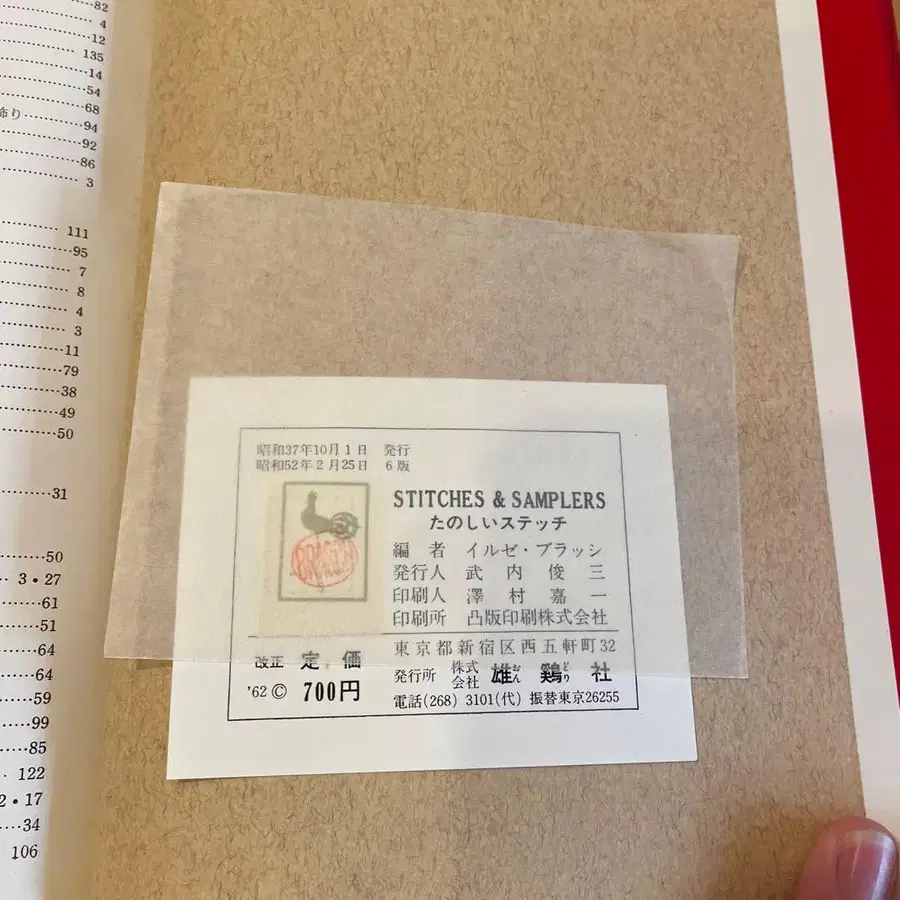 82
4
12
135
14
54
68
飾り 94
92
86
3
111
95
7
8
4
3
11
79
38
49
50
31
50
3・27
61
51
64
64
59
99
85
122
2・17
34
106
昭和37年10月1日 発行
昭和52年2月25日 6版
STITCHES & SAMPLERS
たのしいステッチ
編者 イルゼ・ブラッシ
発行人 武内俊三
印刷人 澤村嘉一
印刷所 凸版印刷株式会社
東京都新宿区西五軒町32
発行所 株式会社 雄鶏社
おんどり
電話(268) 3101(代) 振替東京26255
改正 定価
'62 © 700円